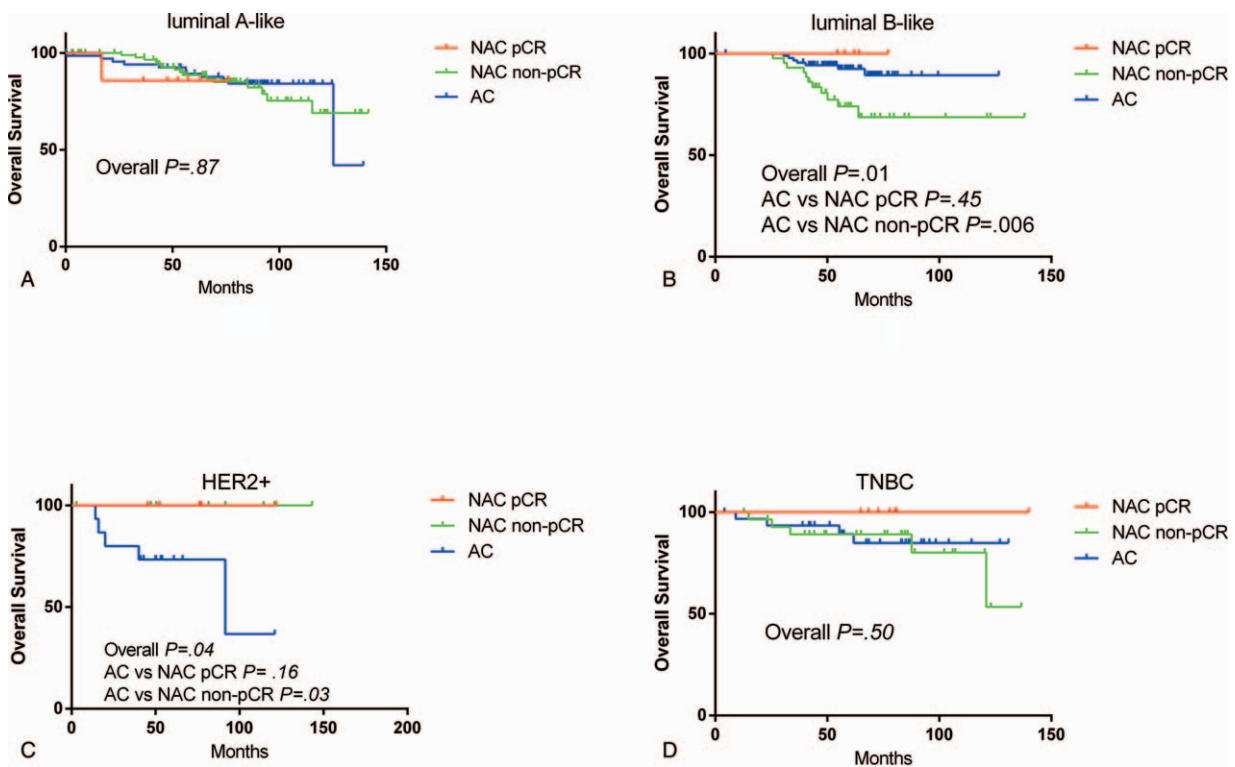 luminal A-like
100
50
0
Overall Survival
NAC pCR
NAC non-pCR
AC
Overall P=.87
0
50
100
150
Months
A
luminal B-like
100
50
0
Overall Survival
NAC pCR
NAC non-pCR
AC
Overall P=.01
AC vs NAC pCR P=.45
AC vs NAC non-pCR P=.006
0
50
100
150
Months
B
HER2+
100
50
0
Overall Survival
NAC pCR
NAC non-pCR
AC
Overall P=.04
AC vs NAC pCR P= .16
AC vs NAC non-pCR P=.03
0
50
100
150
200
Months
C
TNBC
100
50
0
Overall Survival
NAC pCR
NAC non-pCR
AC
Overall P=.50
0
50
100
150
Months
D